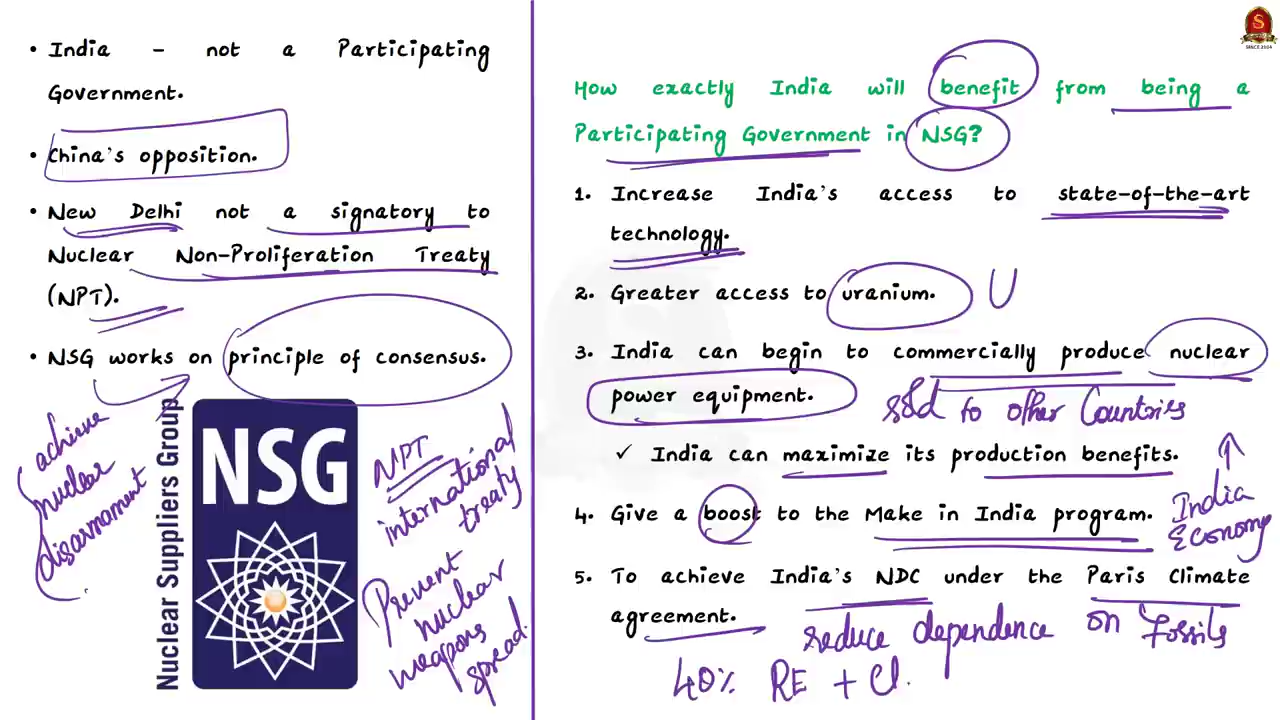 • India - not a Participating
Government.
• China's opposition.
• New Delhi not a signatory to
Nuclear Non-Proliferation Treaty
(NPT).
• NSG works on principle of consensus.
achieve
nuclear
disarmament
Nuclear Suppliers Group
NSG
NPT
international
treaty
Prevent
nuclear
weapons
spread.
S
SINCE 2004
How exactly India will benefit from being a
Participating Government in NSG?
1. Increase India's access to state-of-the-art
technology.
2. Greater access to uranium. U
3. India can begin to commercially produce nuclear
power equipment.
sold to other Countries
✓ India can maximize its production benefits.
4. Give a boost to the Make in India program.
India
Economy
5. To achieve India's NDC under the Paris Climate
agreement.
reduce dependence on fossils
40% RE + Cl.